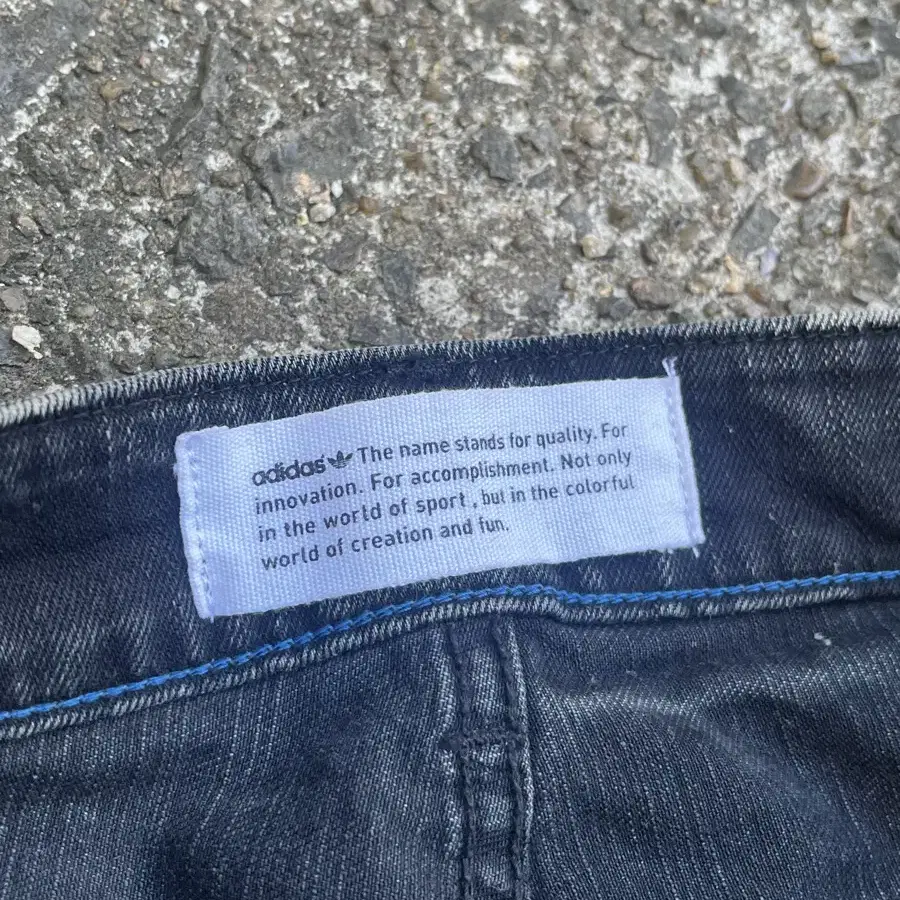 adidas The name stands for quality. For
innovation. For accomplishment. Not only
in the world of sport, but in the colorful
world of creation and fun.